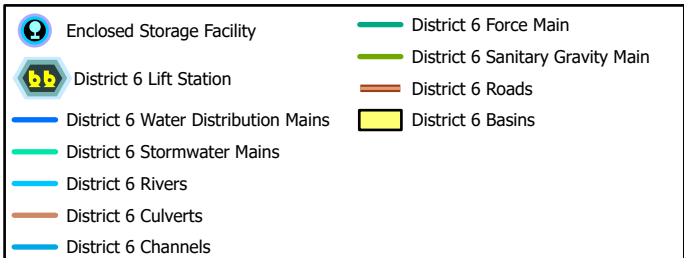 Enclosed Storage Facility
District 6 Lift Station
District 6 Water Distribution Mains
District 6 Stormwater Mains
District 6 Rivers
District 6 Culverts
District 6 Channels
District 6 Force Main
District 6 Sanitary Gravity Main
District 6 Roads
District 6 Basins